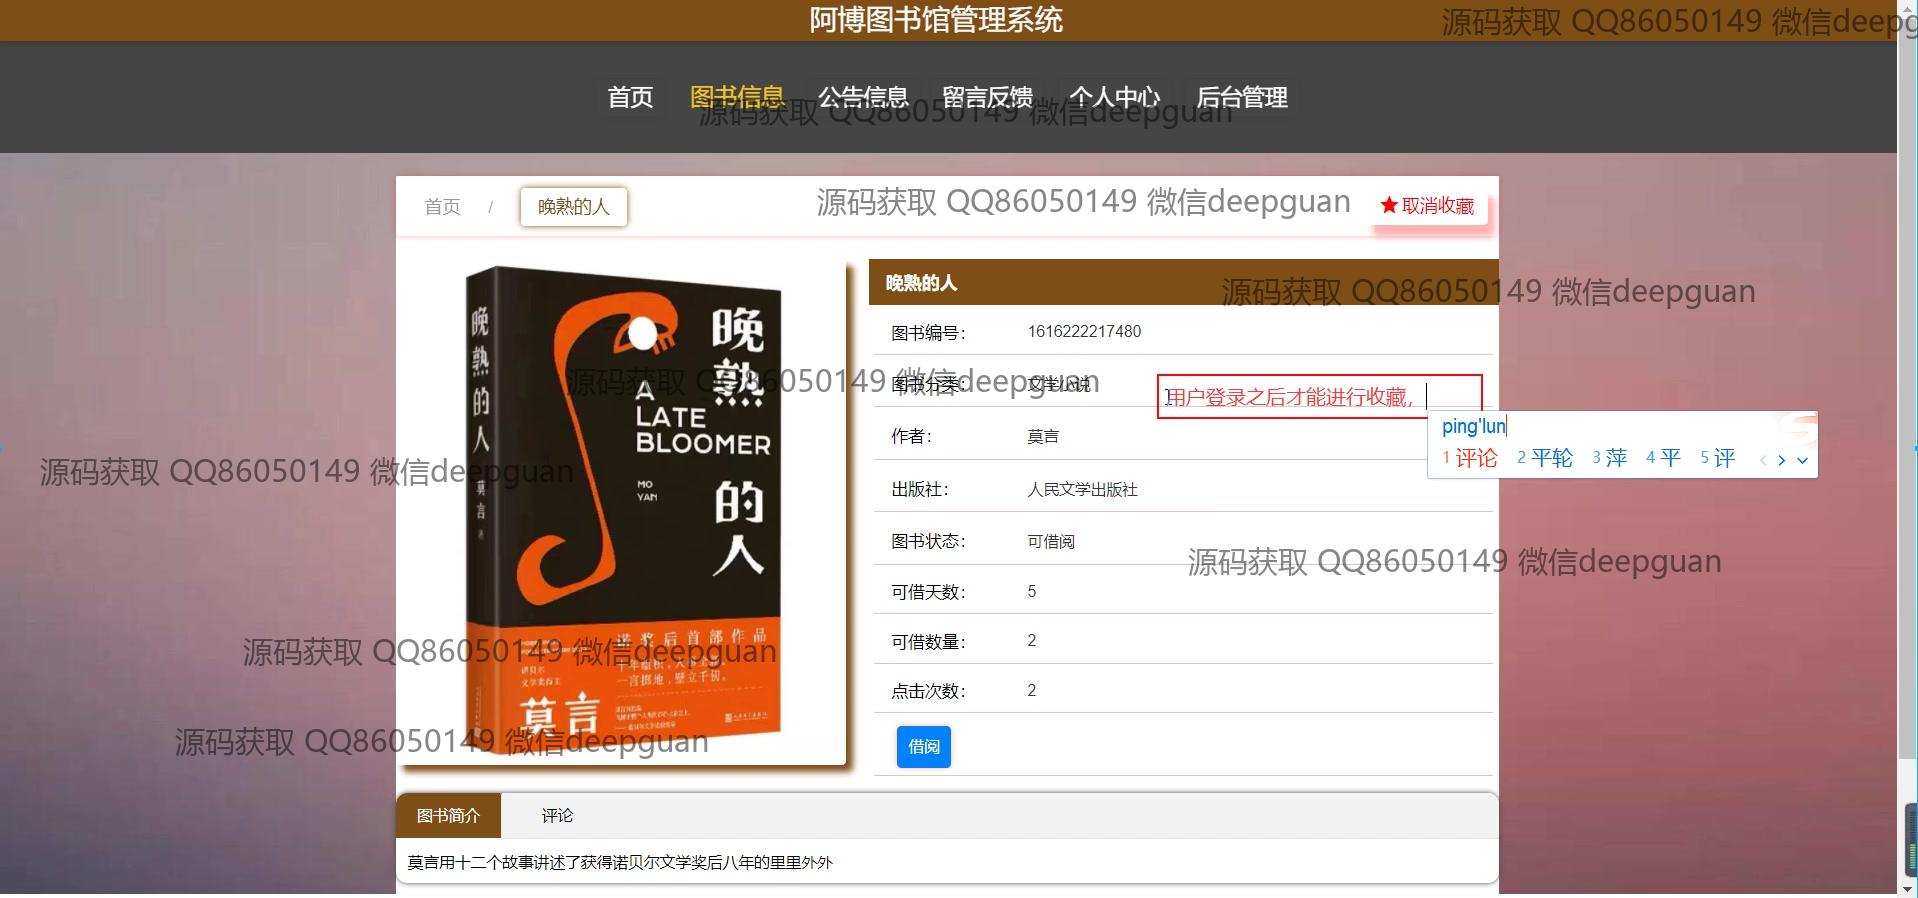 阿博图书馆管理系统
源码获取 QQ86050149 微信deepg
首页 图书信息 公告信息 留言反馈 个人中心 后台管理
源码获取 QQ86050149 微信deepguan
首页 / 晚熟的人
源码获取 QQ86050149 微信deepguan
取消收藏
晚熟的人
源码获取 QQ86050149 微信deepguan
图书编号： 1616222217480
图书分类： 文学小说
源码获取 QQ86050149 微信deepguan
用户登录之后才能进行收藏，
ping'lun
1 评论 2 平轮 3 萍 4 平 5 评
作者： 莫言
出版社： 人民文学出版社
图书状态： 可借阅
源码获取 QQ86050149 微信deepguan
可借天数： 5
可借数量： 2
点击次数： 2
借阅
晚熟的人
莫言
晚熟的人
A
LATE
BLOOMER
MO
YAN
源码获取 QQ86050149 微信deepguan
诺奖后首部作品
一言掷地，壁立千仞。
诺贝尔
文学奖得主
莫言
源码获取 QQ86050149 微信deepguan
源码获取 QQ86050149 微信deepguan
图书简介 评论
莫言用十二个故事讲述了获得诺贝尔文学奖后八年的里里外外